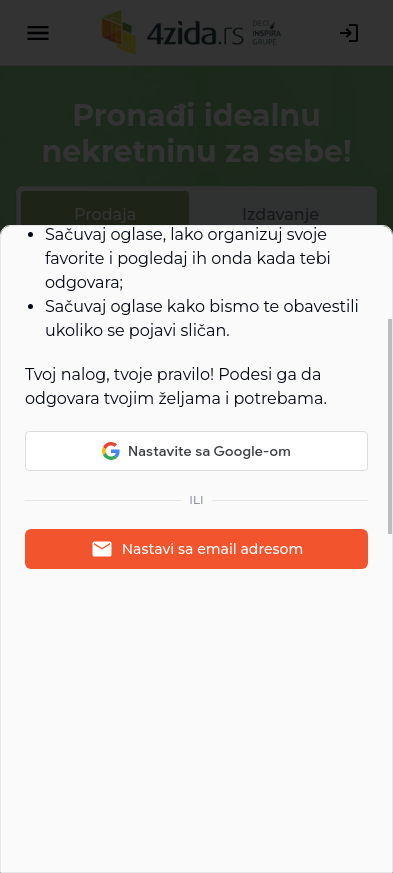 4zida.rs
DEO
INSPIRA
GRUPE
Pronađi idealnu
nekretninu za sebe!
Prodaja
Izdavanje
Sačuvaj oglase, lako organizuj svoje
favorite i pogledaj ih onda kada tebi
odgovara;
Sačuvaj oglase kako bismo te obavestili
ukoliko se pojavi sličan.
Tvoj nalog, tvoje pravilo! Podesi ga da
odgovara tvojim željama i potrebama.
Nastavite sa Google-om
ILI
Nastavi sa email adresom